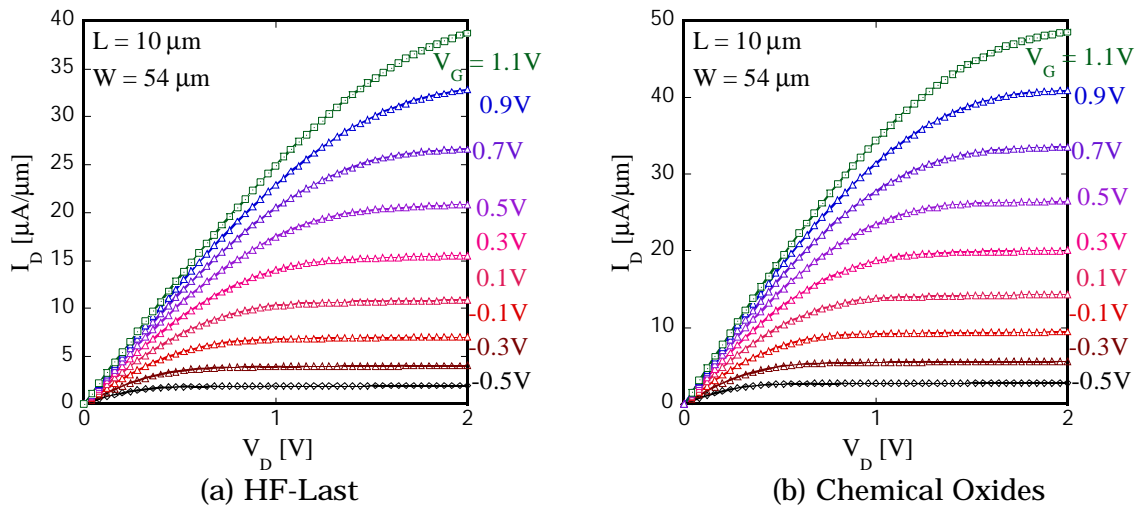 40
35
30
25
20
15
10
5
0
I_D [µA/µm]
L = 10 µm
W = 54 µm
V_G = 1.1V
0.9V
0.7V
0.5V
0.3V
0.1V
-0.1V
-0.3V
-0.5V
0
1
2
V_D [V]
(a) HF-Last
50
40
30
20
10
0
I_D [µA/µm]
L = 10 µm
W = 54 µm
V_G = 1.1V
0.9V
0.7V
0.5V
0.3V
0.1V
-0.1V
-0.3V
-0.5V
0
1
2
V_D [V]
(b) Chemical Oxides